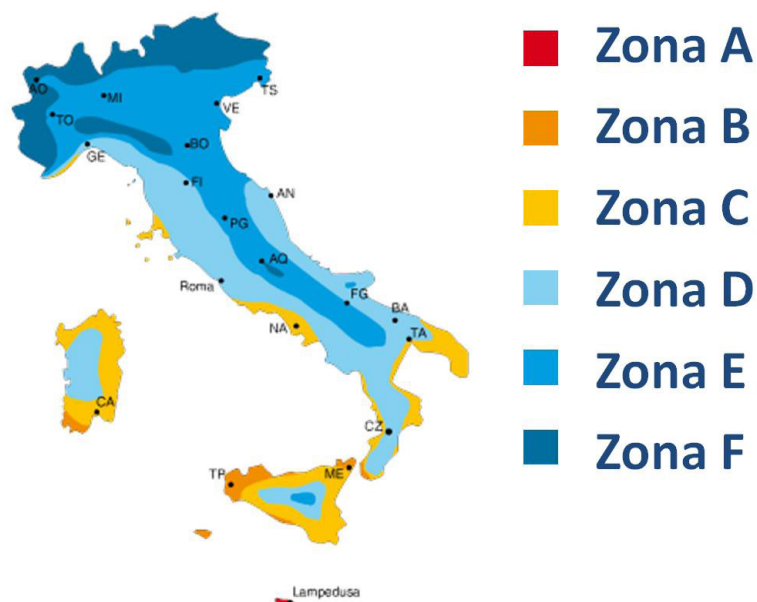 Zona A
Zona B
Zona C
Zona D
Zona E
Zona F
AO
MI
TS
VE
TO
BO
GE
FI
AN
PG
AQ
Roma
FG
BA
NA
TA
CA
CZ
TP
ME
Lampedusa